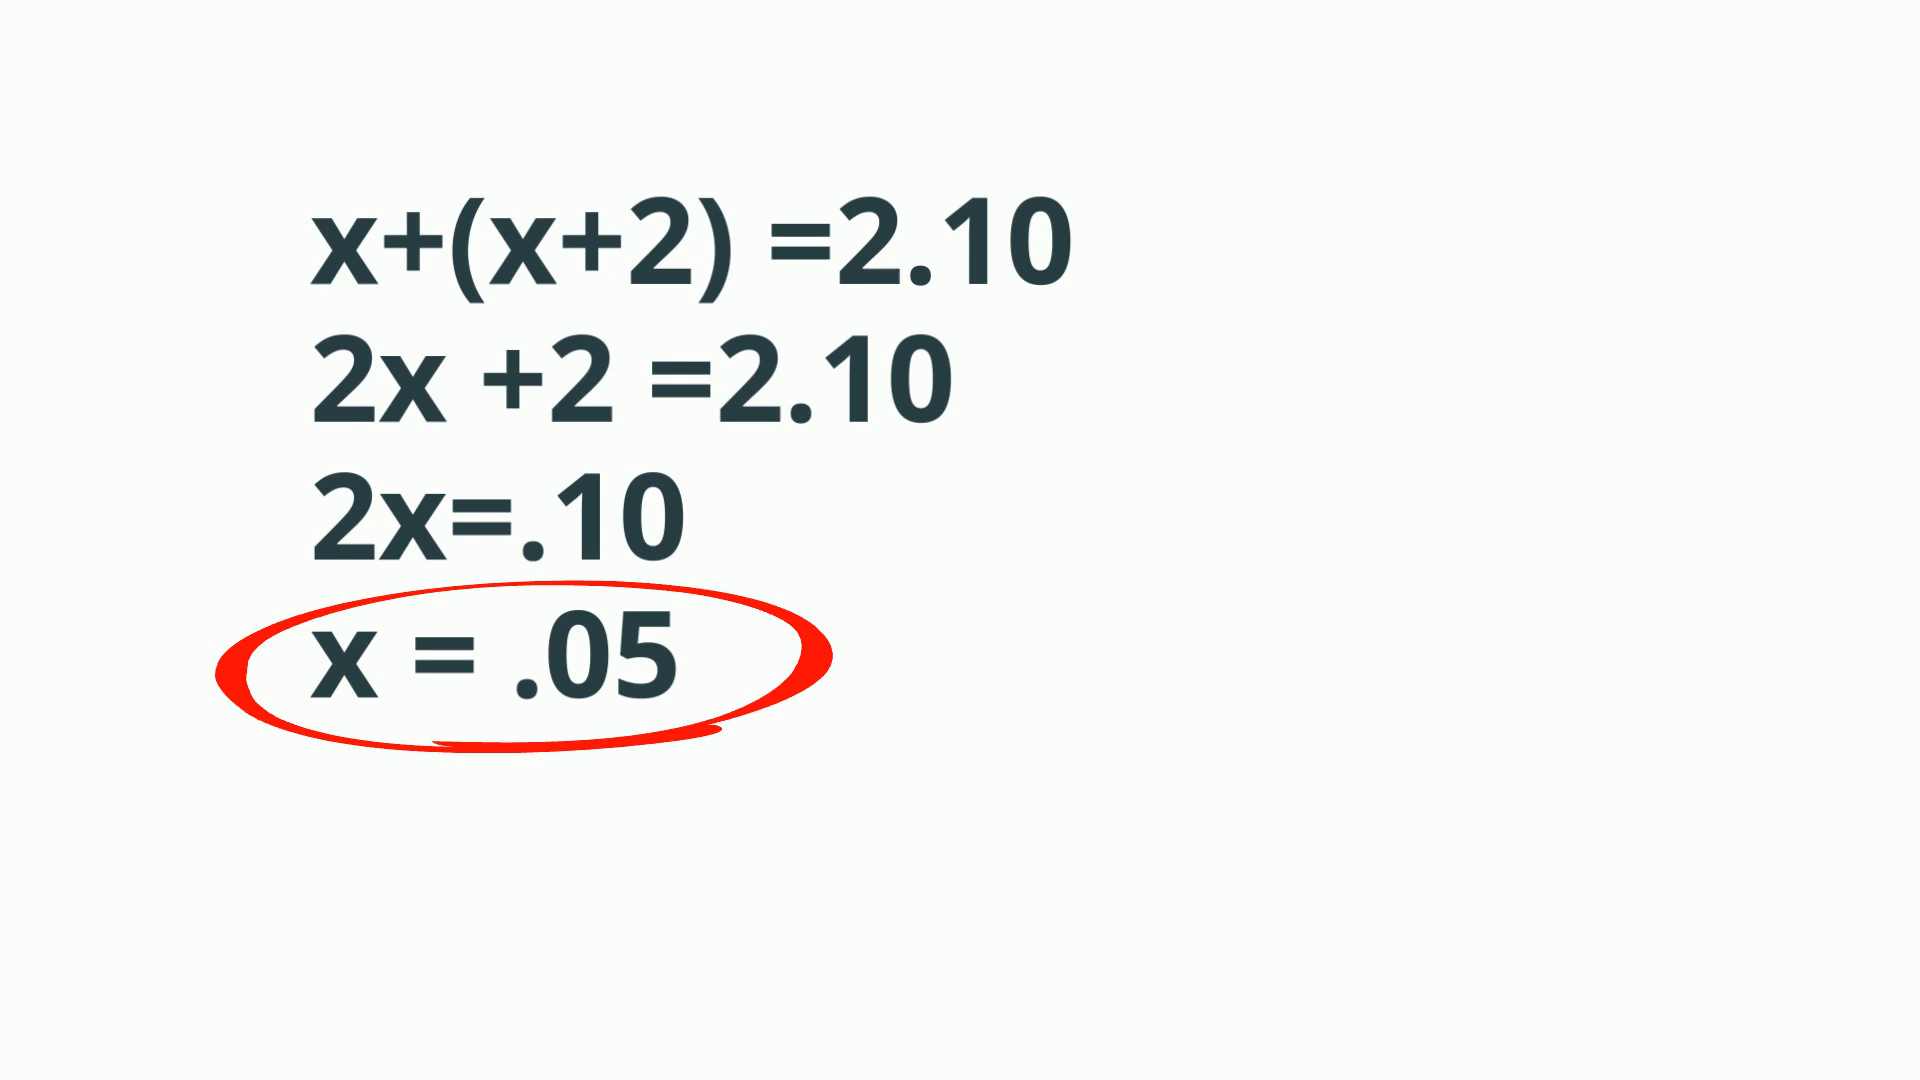 x+(x+2) =2.10
2x +2 =2.10
2x=.10
x = .05